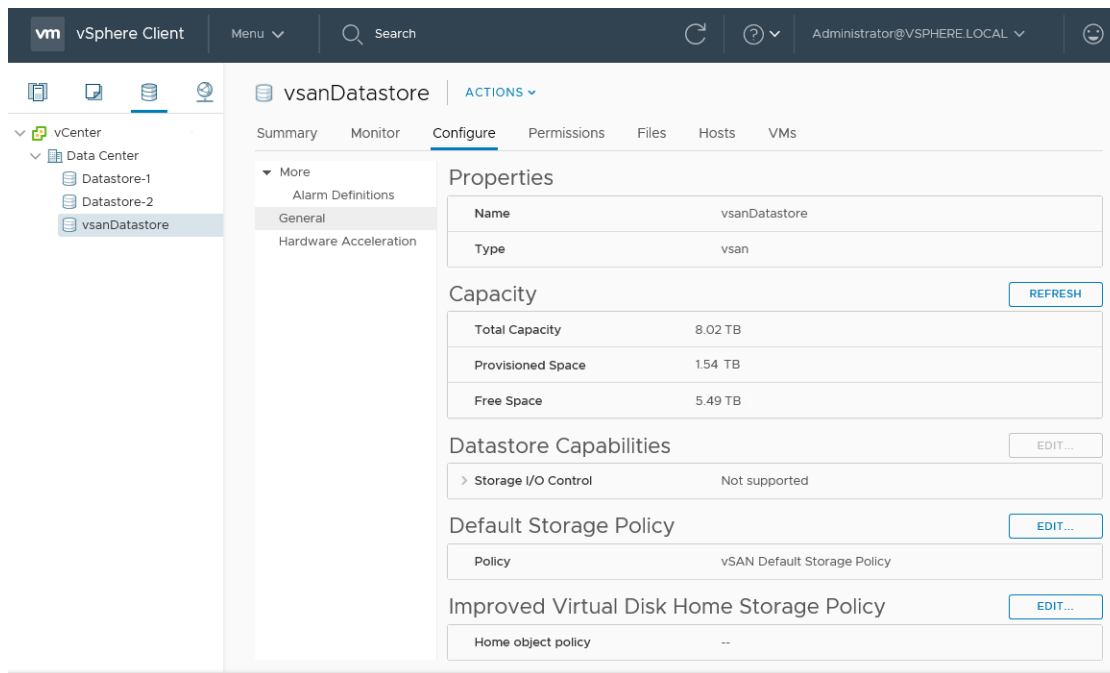 vm vSphere Client Menu Search ? Administrator@VSPHERE.LOCAL
vsanDatastore ACTIONS
Summary Monitor Configure Permissions Files Hosts VMs
vCenter
Data Center
Datastore-1
Datastore-2
vsanDatastore
More
Alarm Definitions
General
Hardware Acceleration
Properties
Name vsanDatastore
Type vsan
Capacity REFRESH
Total Capacity 8.02 TB
Provisioned Space 1.54 TB
Free Space 5.49 TB
Datastore Capabilities EDIT...
Storage I/O Control Not supported
Default Storage Policy EDIT...
Policy vSAN Default Storage Policy
Improved Virtual Disk Home Storage Policy EDIT...
Home object policy --